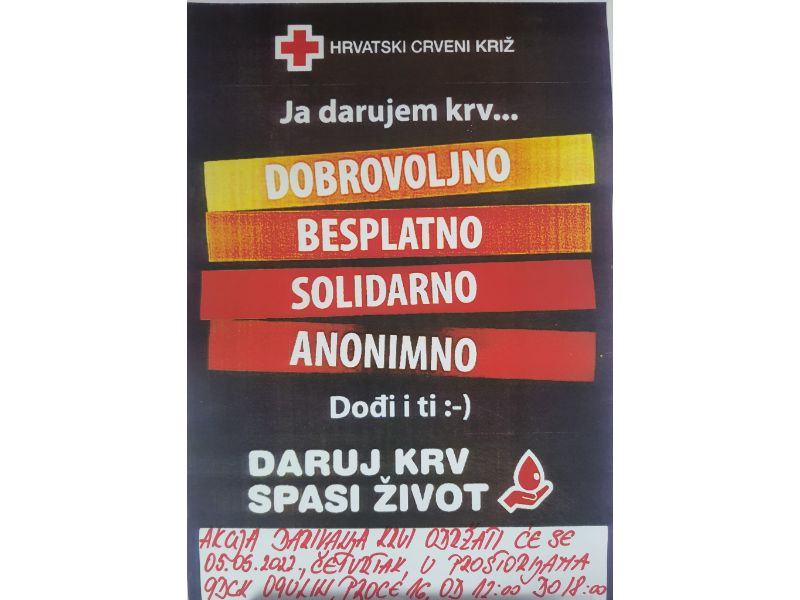 HRVATSKI CRVENI KRIŽ
Ja darujem krv...
DOBROVOLJNO
BESPLATNO
SOLIDARNO
ANONIMNO
Dođi i ti :-)
DARUJ KRV
SPASI ŽIVOT
AKCIJA DARIVANJA KRVI ODRŽATI ĆE SE
05.05.2022., ČETVRTAK, U PROSTORIJAMA
GDCK OGULIN, PROCE 16, OD 12:00 DO 18:00